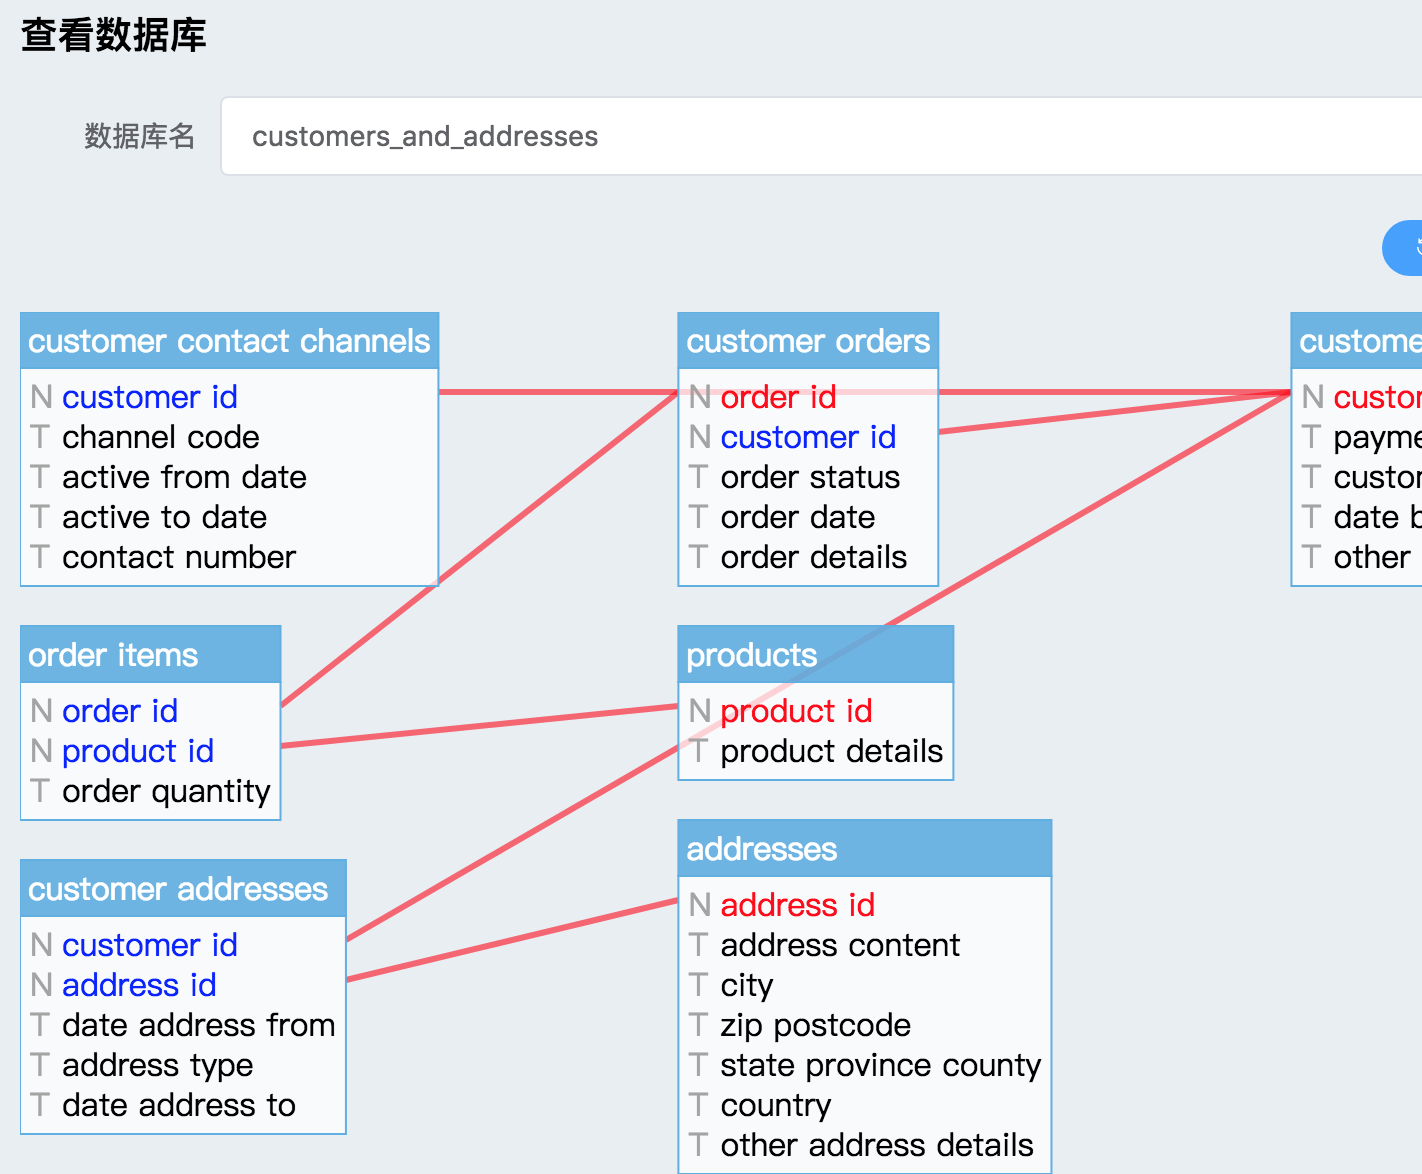 查看数据库
数据库名
customers_and_addresses
customer contact channels
N customer id
T channel code
T active from date
T active to date
T contact number
customer orders
N order id
N customer id
T order status
T order date
T order details
N
T
T
T date
T other
order items
N order id
N product id
T order quantity
products
N product id
T product details
customer addresses
N customer id
N address id
T date address from
T address type
T date address to
addresses
N address id
T address content
T city
T zip postcode
T state province county
T country
T other address details